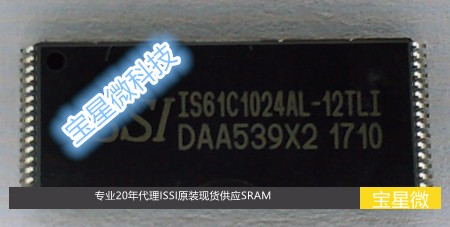 宝星微科技
SI IS61C1024AL-12TLI
DAA539X2 1710
专业20年代理ISSI原装现货供应SRAM
宝星微